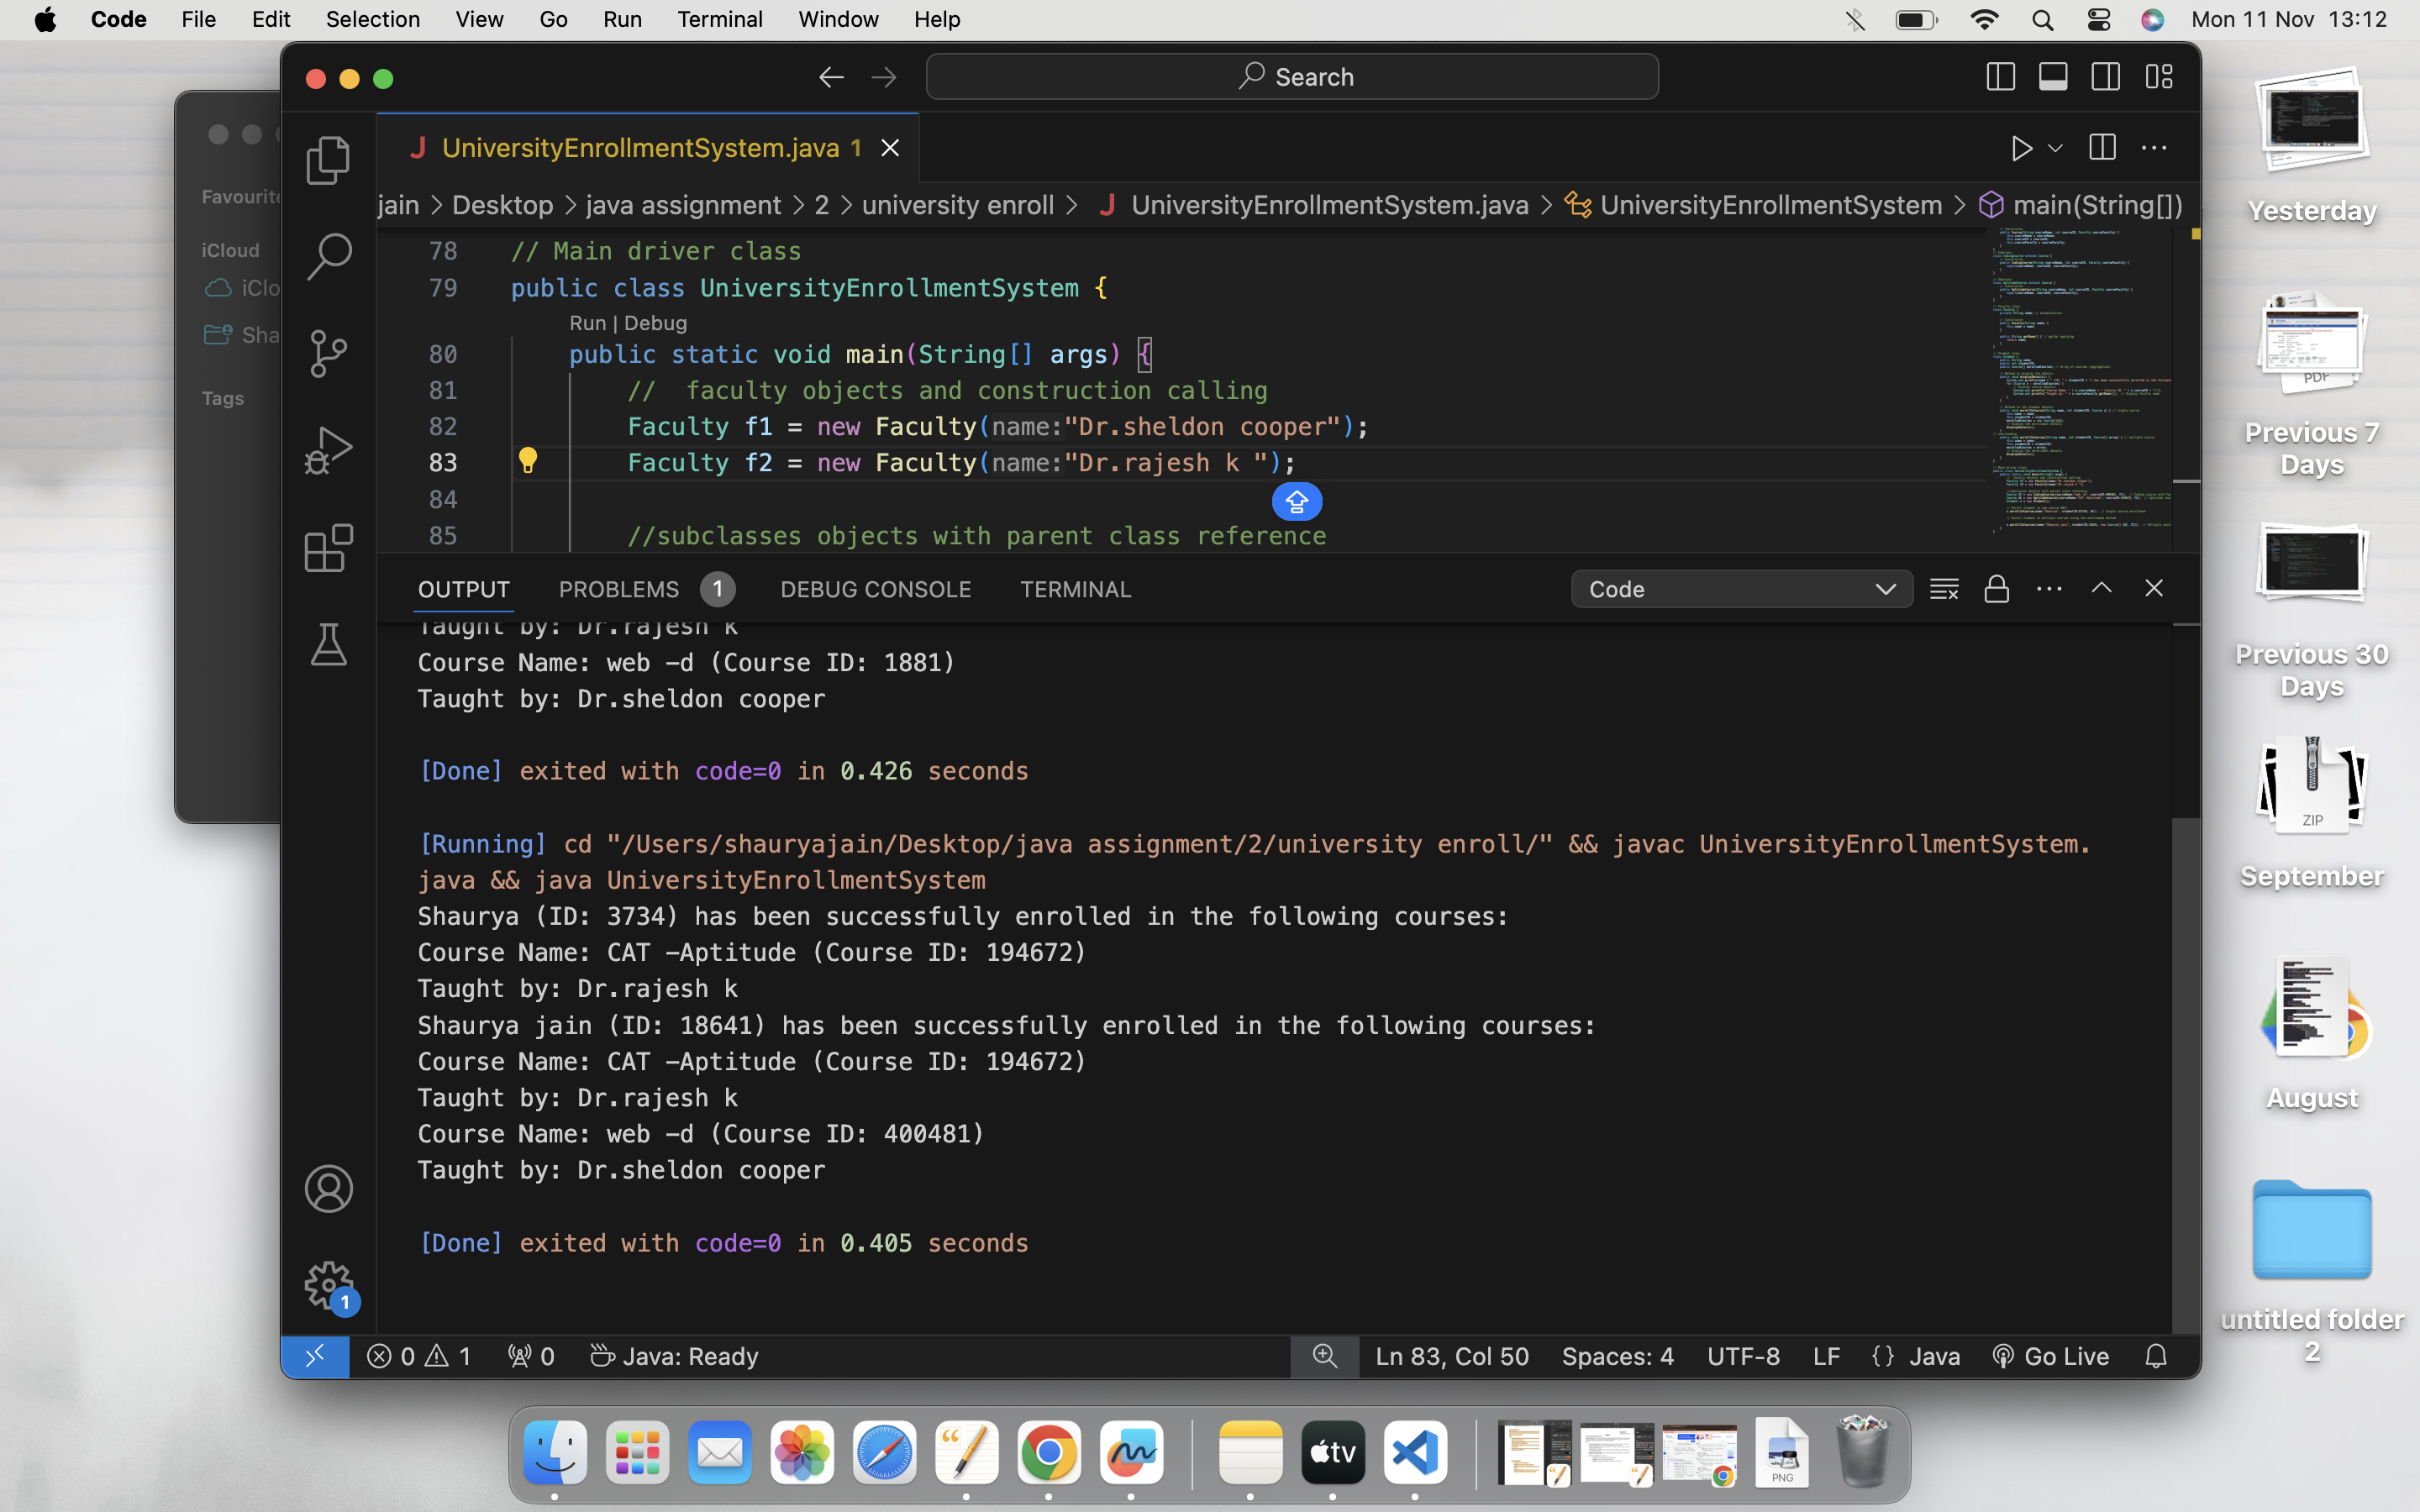 Code File Edit Selection View Go Run Terminal Window Help Mon 11 Nov 13:12
Search
UniversityEnrollmentSystem.java 1
jain > Desktop > java assignment > 2 > university enroll > J UniversityEnrollmentSystem.java > UniversityEnrollmentSystem > main(String[])
78 // Main driver class
79 public class UniversityEnrollmentSystem {
Run | Debug
80 public static void main(String[] args) {
81 // faculty objects and construction calling
82 Faculty f1 = new Faculty(name:"Dr.sheldon cooper");
83 Faculty f2 = new Faculty(name:"Dr.rajesh k ");
84
85 //subclasses objects with parent class reference
OUTPUT PROBLEMS 1 DEBUG CONSOLE TERMINAL Code
Taught by: Dr.rajesh k
Course Name: web -d (Course ID: 1881)
Taught by: Dr.sheldon cooper
[Done] exited with code=0 in 0.426 seconds
[Running] cd "/Users/shauryajain/Desktop/java assignment/2/university enroll/" && javac UniversityEnrollmentSystem.
java && java UniversityEnrollmentSystem
Shaurya (ID: 3734) has been successfully enrolled in the following courses:
Course Name: CAT -Aptitude (Course ID: 194672)
Taught by: Dr.rajesh k
Shaurya jain (ID: 18641) has been successfully enrolled in the following courses:
Course Name: CAT -Aptitude (Course ID: 194672)
Taught by: Dr.rajesh k
Course Name: web -d (Course ID: 400481)
Taught by: Dr.sheldon cooper
[Done] exited with code=0 in 0.405 seconds
1
0 1 0 Java: Ready Ln 83, Col 50 Spaces: 4 UTF-8 LF {} Java Go Live
Favourite
iCloud
iClo
Sha
Tags
Yesterday
PDF
Previous 7
Days
Previous 30
Days
ZIP
September
August
untitled folder
2
tv
PNG